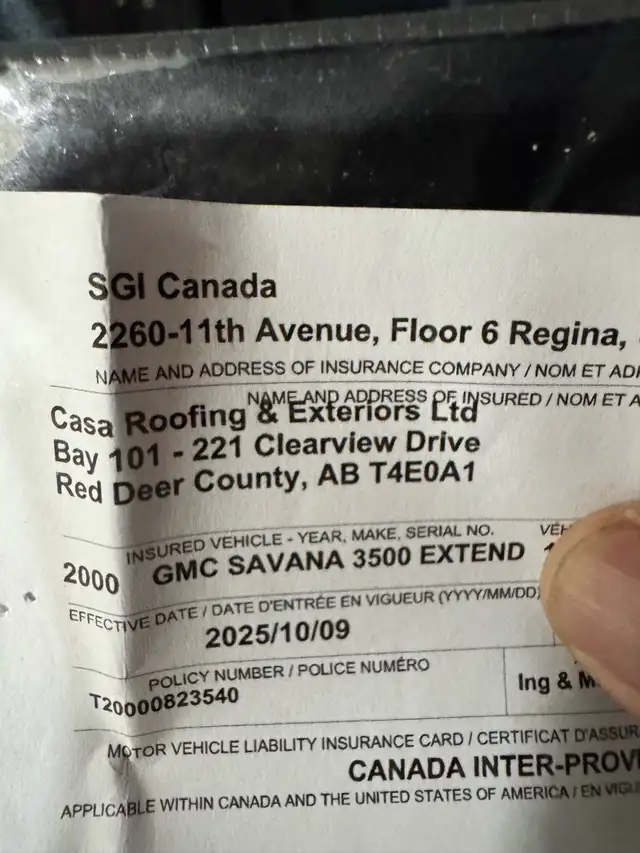 SGI Canada
2260-11th Avenue, Floor 6 Regina,
NAME AND ADDRESS OF INSURANCE COMPANY / NOM ET
NAME AND ADDRESS OF INSURED / NOM ET A
Casa Roofing & Exteriors Ltd
Bay 101 - 221 Clearview Drive
Red Deer County, AB T4E0A1
INSURED VEHICLE - YEAR, MAKE, SERIAL NO.
2000 GMC SAVANA 3500 EXTEND
EFFECTIVE DATE / DATE D'ENTRÉE EN VIGUEUR (YYYY/MM/DD)
2025/10/09
POLICY NUMBER / POLICE NUMÉRO
T20000823540
Ing & M
MOTOR VEHICLE LIABILITY INSURANCE CARD / CERTIFICAT D'ASSUR
CANADA INTER-PROV
APPLICABLE WITHIN CANADA AND THE UNITED STATES OF AMERICA / EN VIGU